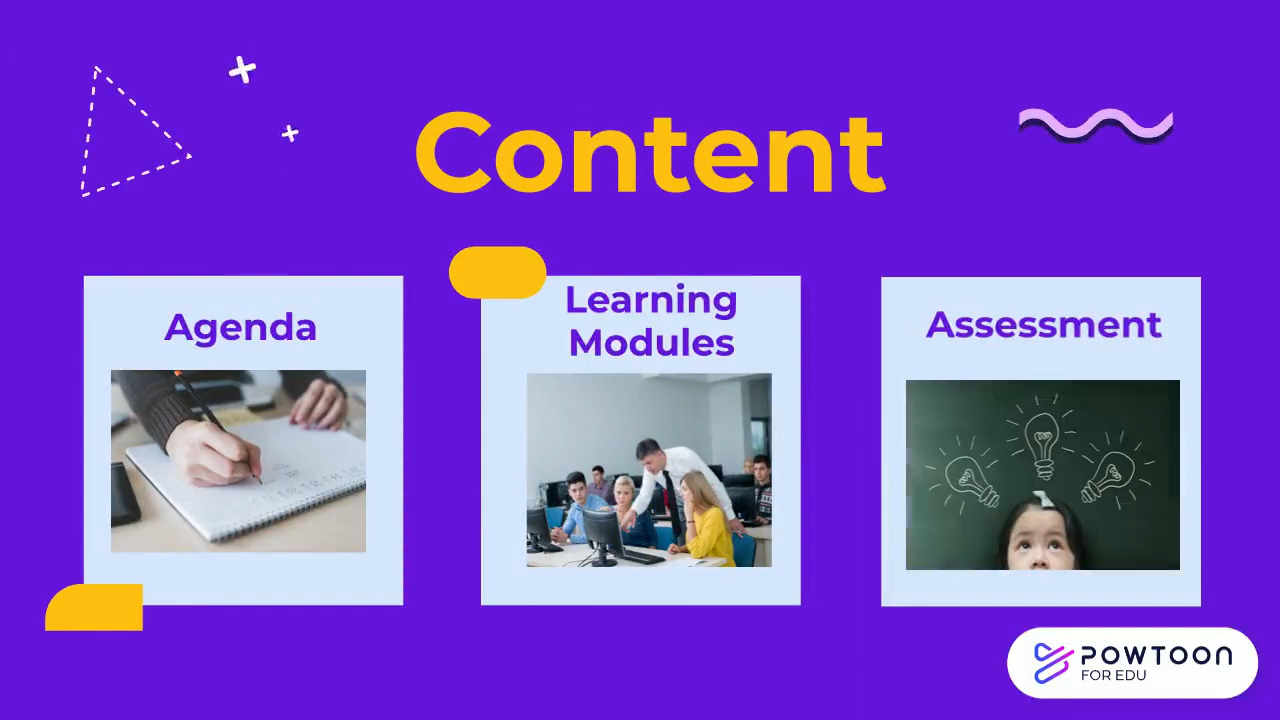 Content
Agenda
Learning
Modules
Assessment
POWTOON
FOR EDU